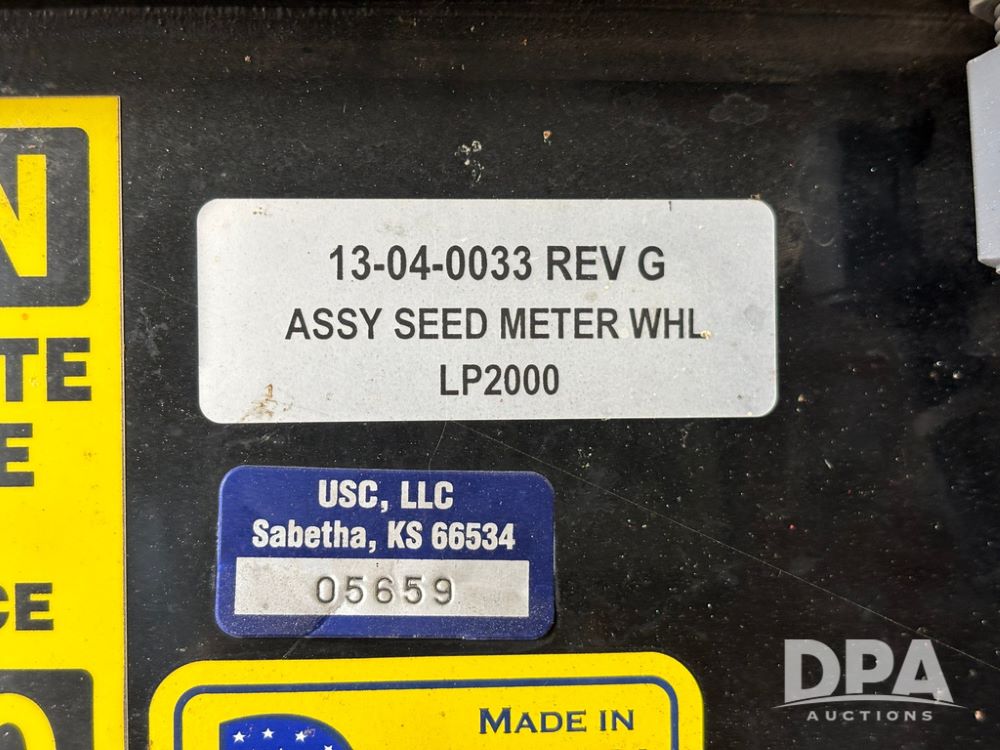 13-04-0033 REV G
ASSY SEED METER WHL
LP2000
USC, LLC
Sabetha, KS 66534
05659
MADE IN
DPA
AUCTIONS